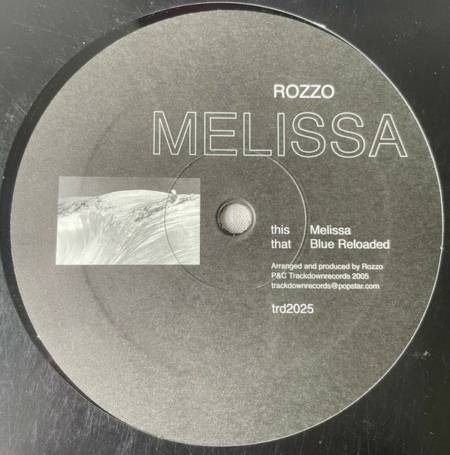 ROZZO
MELISSA
this Melissa
that Blue Reloaded
Arranged and produced by Rozzo
P&C Trackdownrecords 2005
trackdownrecords@popstar.com
trd2025